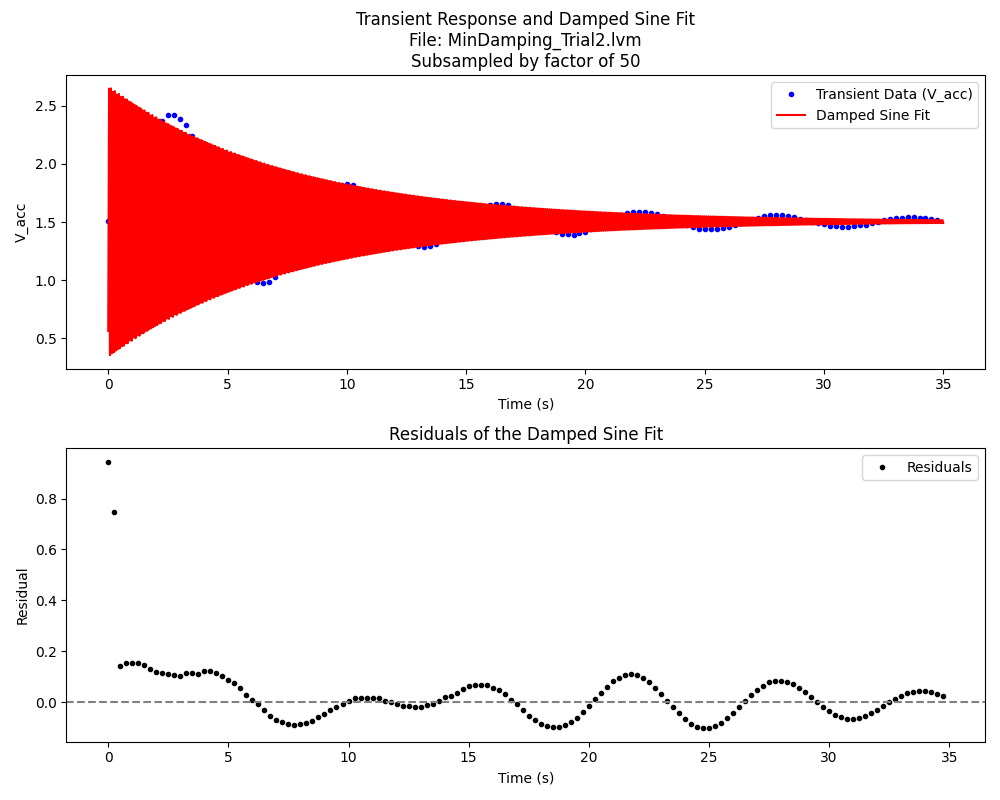 Transient Response and Damped Sine Fit
File: MinDamping_Trial2.lvm
Subsampled by factor of 50
Transient Data (V_acc)
Damped Sine Fit
V_acc
2.5
2.0
1.5
1.0
0.5
0 5 10 15 20 25 30 35
Time (s)
Residuals of the Damped Sine Fit
Residuals
Residual
0.8
0.6
0.4
0.2
0.0
0 5 10 15 20 25 30 35
Time (s)